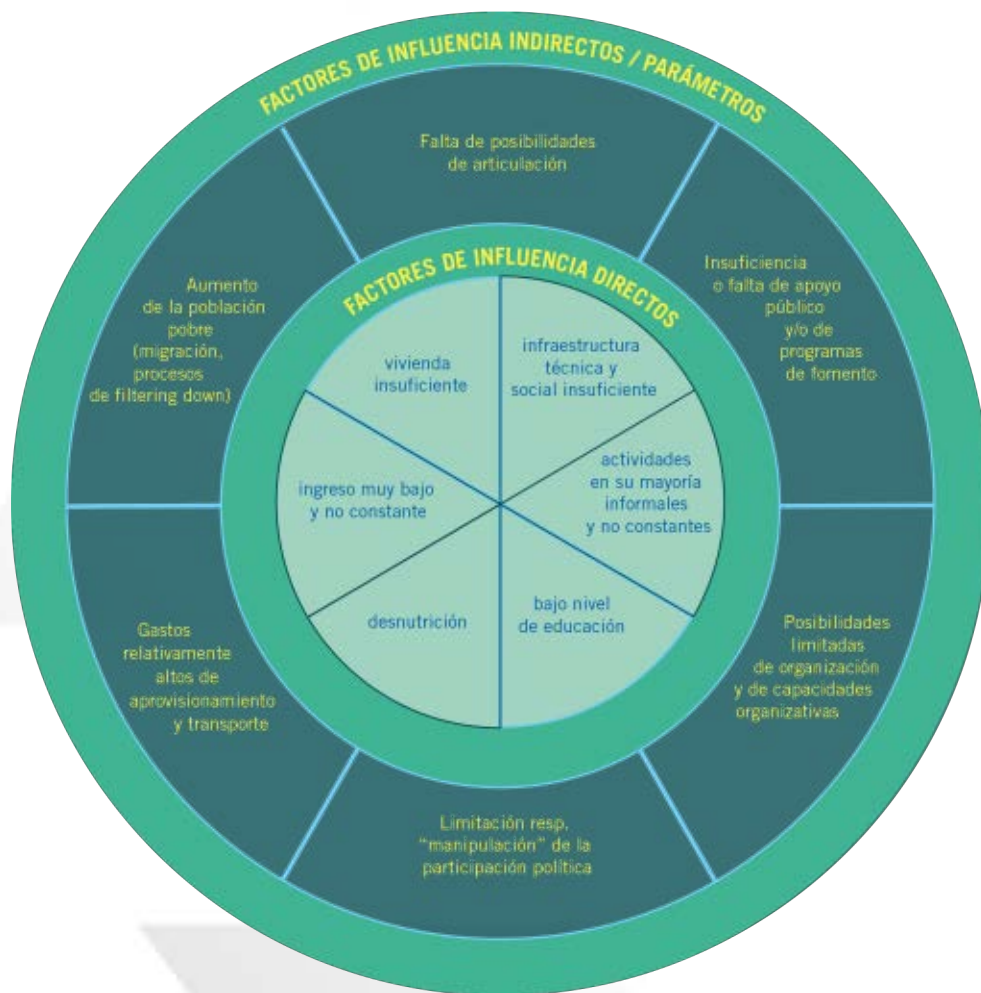 FACTORES DE INFLUENCIA INDIRECTOS / PARÁMETROS
Falta de posibilidades
de articulación
Insuficiencia
o falta de apoyo
público
y/o de
programas
de fomento
Posibilidades
limitadas
de organización
y de capacidades
organizativas
Limitación resp.
“manipulación” de la
participación política
Gastos
relativamente
altos de
aprovisionamiento
y transporte
Aumento
de la población
pobre
(migración,
procesos
de filtering down)
FACTORES DE INFLUENCIA DIRECTOS
infraestructura
técnica y
social insuficiente
actividades
en su mayoría
informales
y no constantes
bajo nivel
de educación
desnutrición
ingreso muy bajo
y no constante
vivienda
insuficiente